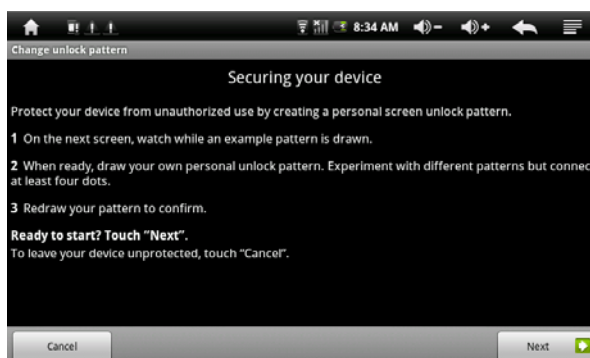 8:34 AM
Change unlock pattern
Securing your device
Protect your device from unauthorized use by creating a personal screen unlock pattern.
1 On the next screen, watch while an example pattern is drawn.
2 When ready, draw your own personal unlock pattern. Experiment with different patterns but connec
at least four dots.
3 Redraw your pattern to confirm.
Ready to start? Touch "Next".
To leave your device unprotected, touch "Cancel".
Cancel Next